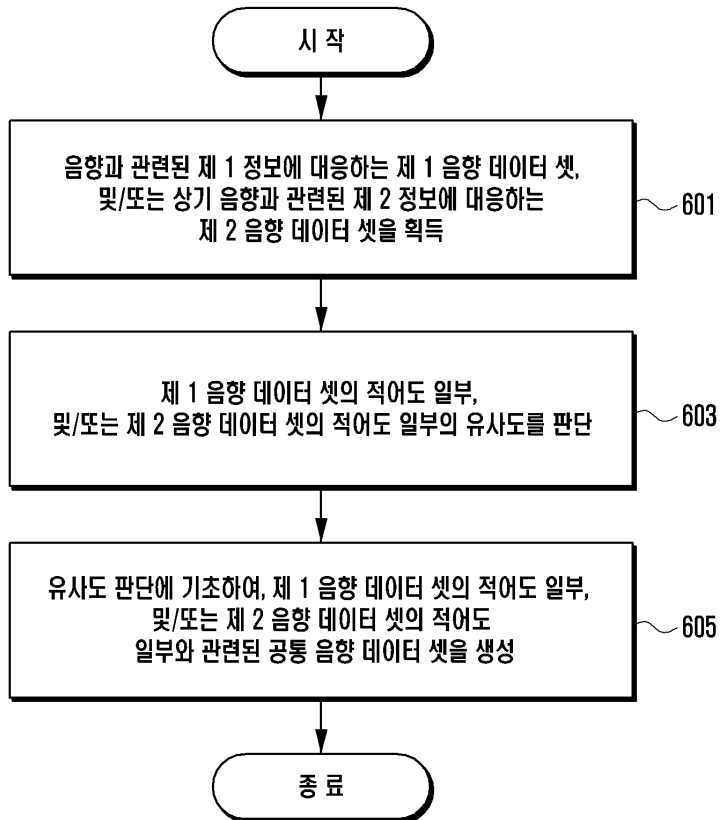 시 작
음향과 관련된 제 1 정보에 대응하는 제 1 음향 데이터 셋,
및/또는 상기 음향과 관련된 제 2 정보에 대응하는
제 2 음향 데이터 셋을 획득
601
제 1 음향 데이터 셋의 적어도 일부,
및/또는 제 2 음향 데이터 셋의 적어도 일부의 유사도를 판단
603
유사도 판단에 기초하여, 제 1 음향 데이터 셋의 적어도 일부,
및/또는 제 2 음향 데이터 셋의 적어도
일부와 관련된 공통 음향 데이터 셋을 생성
605
종 료